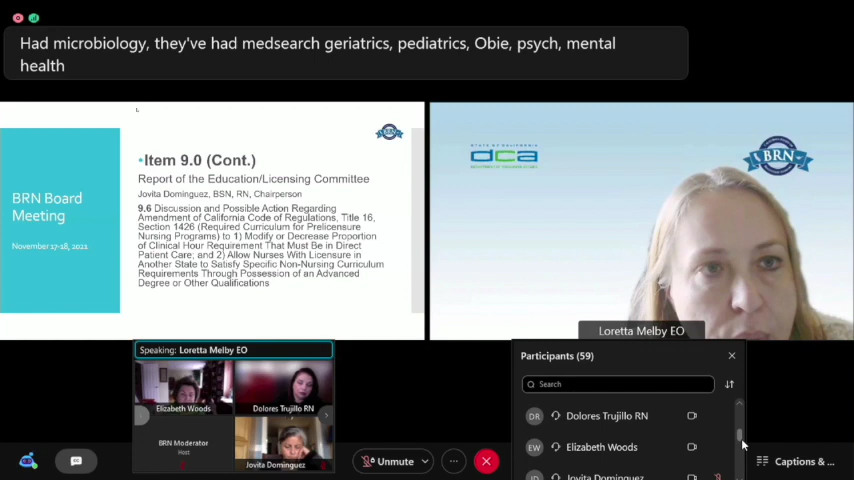 Had microbiology, they've had medsearch geriatrics, pediatrics, Obie, psych, mental
health
BRN
•Item 9.0 (Cont.)
Report of the Education/Licensing Committee
Jovita Dominguez, BSN, RN, Chairperson
9.6 Discussion and Possible Action Regarding
Amendment of California Code of Regulations, Title 16,
Section 1426 (Required Curriculum for Prelicensure
Nursing Programs) to 1) Modify or Decrease Proportion
of Clinical Hour Requirement That Must Be in Direct
Patient Care; and 2) Allow Nurses With Licensure in
Another State to Satisfy Specific Non-Nursing Curriculum
Requirements Through Possession of an Advanced
Degree or Other Qualifications
BRN Board
Meeting
November 17-18, 2021
STATE OF CALIFORNIA
dca
BRN
Loretta Melby EO
Speaking: Loretta Melby EO
Elizabeth Woods
Dolores Trujillo RN
BRN Moderator
Host
Jovita Dominguez
Unmute
Participants (59)
Search
DR Dolores Trujillo RN
EW Elizabeth Woods
JD Jovita Dominguez
Captions & ...